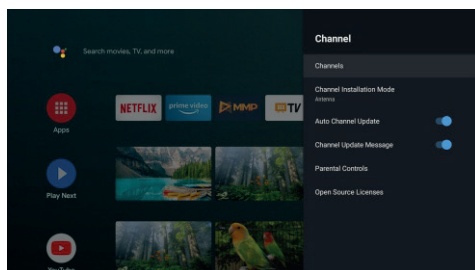 Search movies, TV, and more
Apps
NETFLIX
prime video
MMP
TV
Play Next
YouTube
Channel
Channels
Channel Installation Mode
Antenna
Auto Channel Update
Channel Update Message
Parental Controls
Open Source Licenses